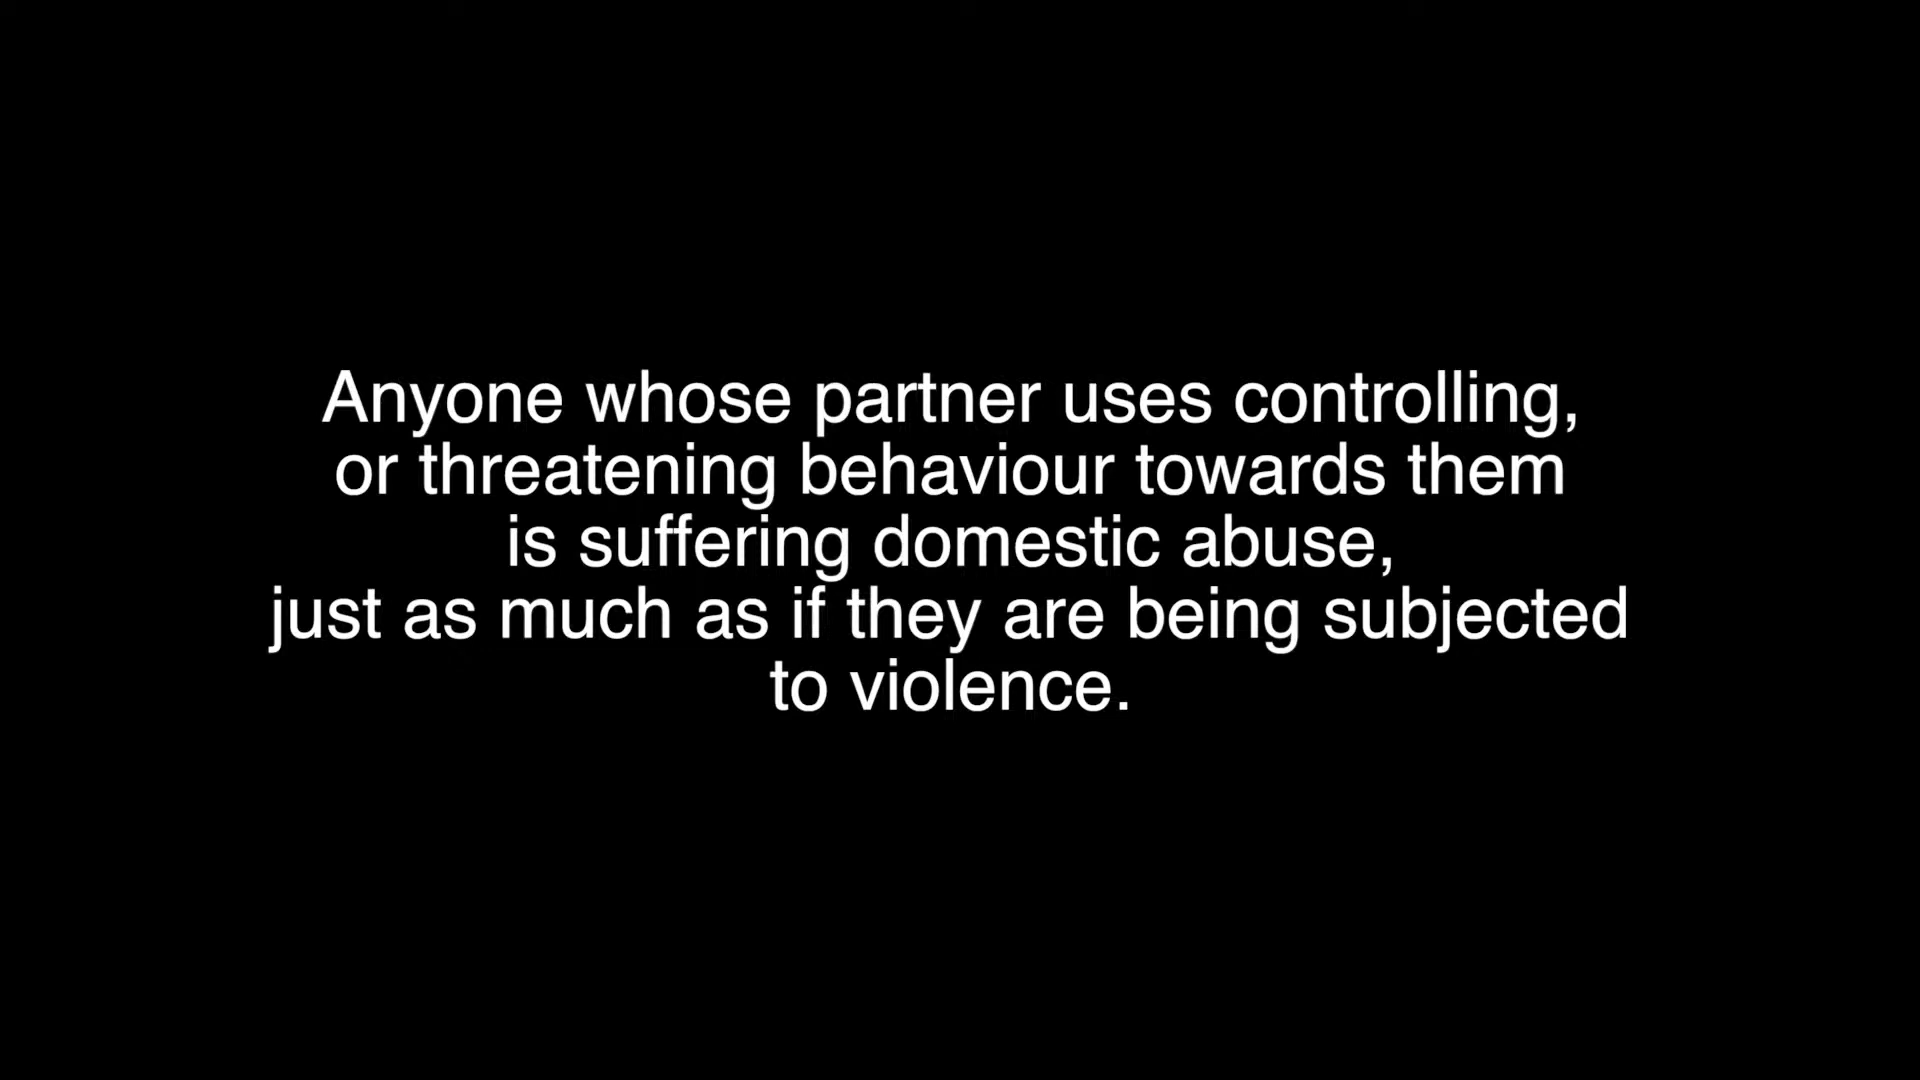 Anyone whose partner uses controlling,
or threatening behaviour towards them
is suffering domestic abuse,
just as much as if they are being subjected
to violence.